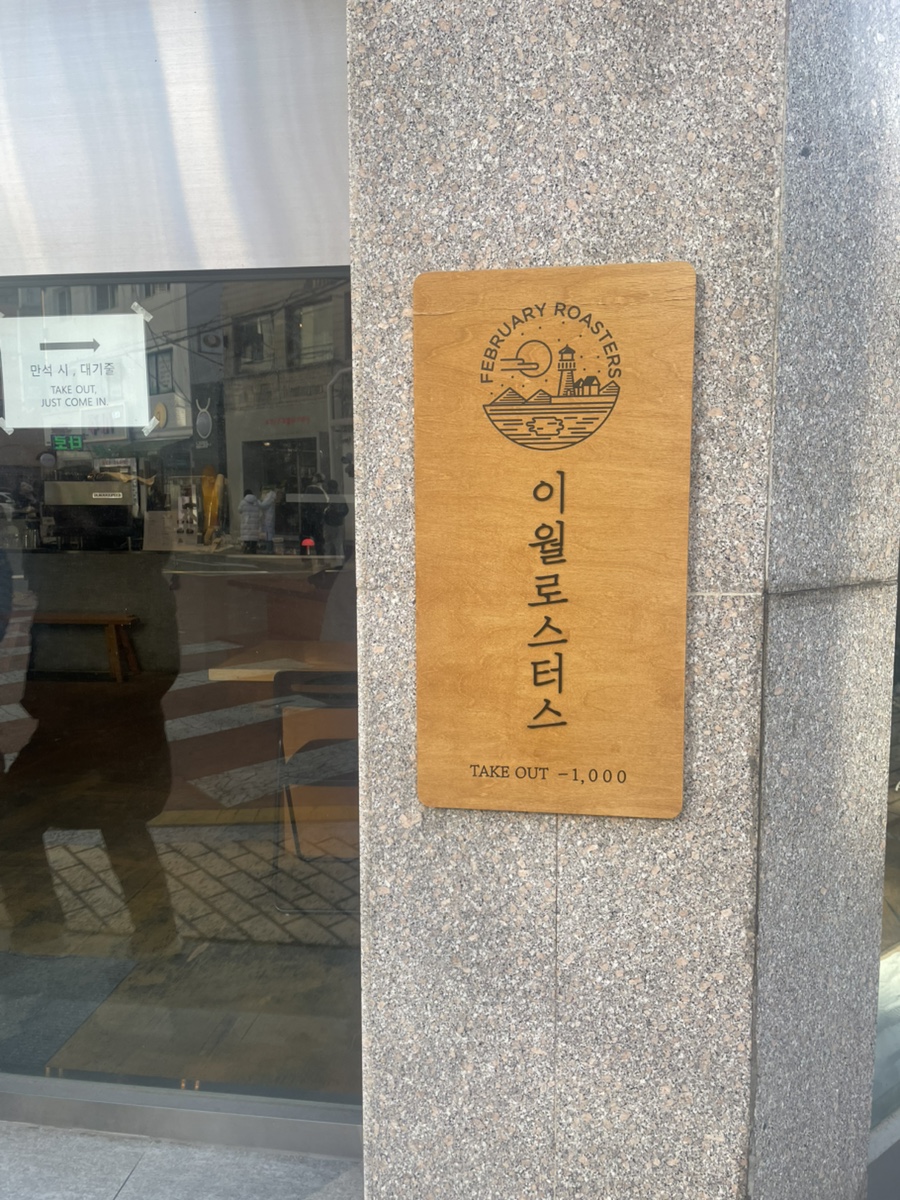 만석 시, 대기줄
TAKE OUT,
JUST COME IN.
FEBRUARY ROASTERS
이월로스터스
TAKE OUT -1,000